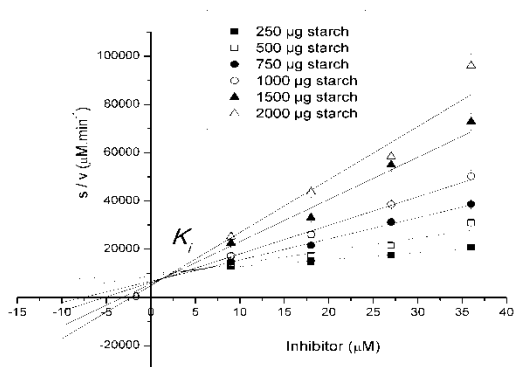 250 µg starch
500 µg starch
750 µg starch
1000 µg starch
1500 µg starch
2000 µg starch
100000
80000
60000
40000
20000
0
-20000
s / v (µM.min⁻¹)
Ki
-15 -10 -5 0 5 10 15 20 25 30 35 40
Inhibitor (µM)